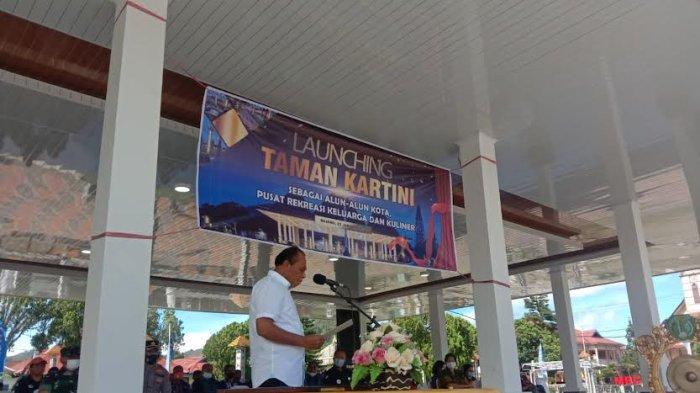 LAUNCHING
TAMAN KARTINI
SEBAGAI ALUN-ALUN KOTA,
PUSAT REKREASI KELUARGA DAN KULINER